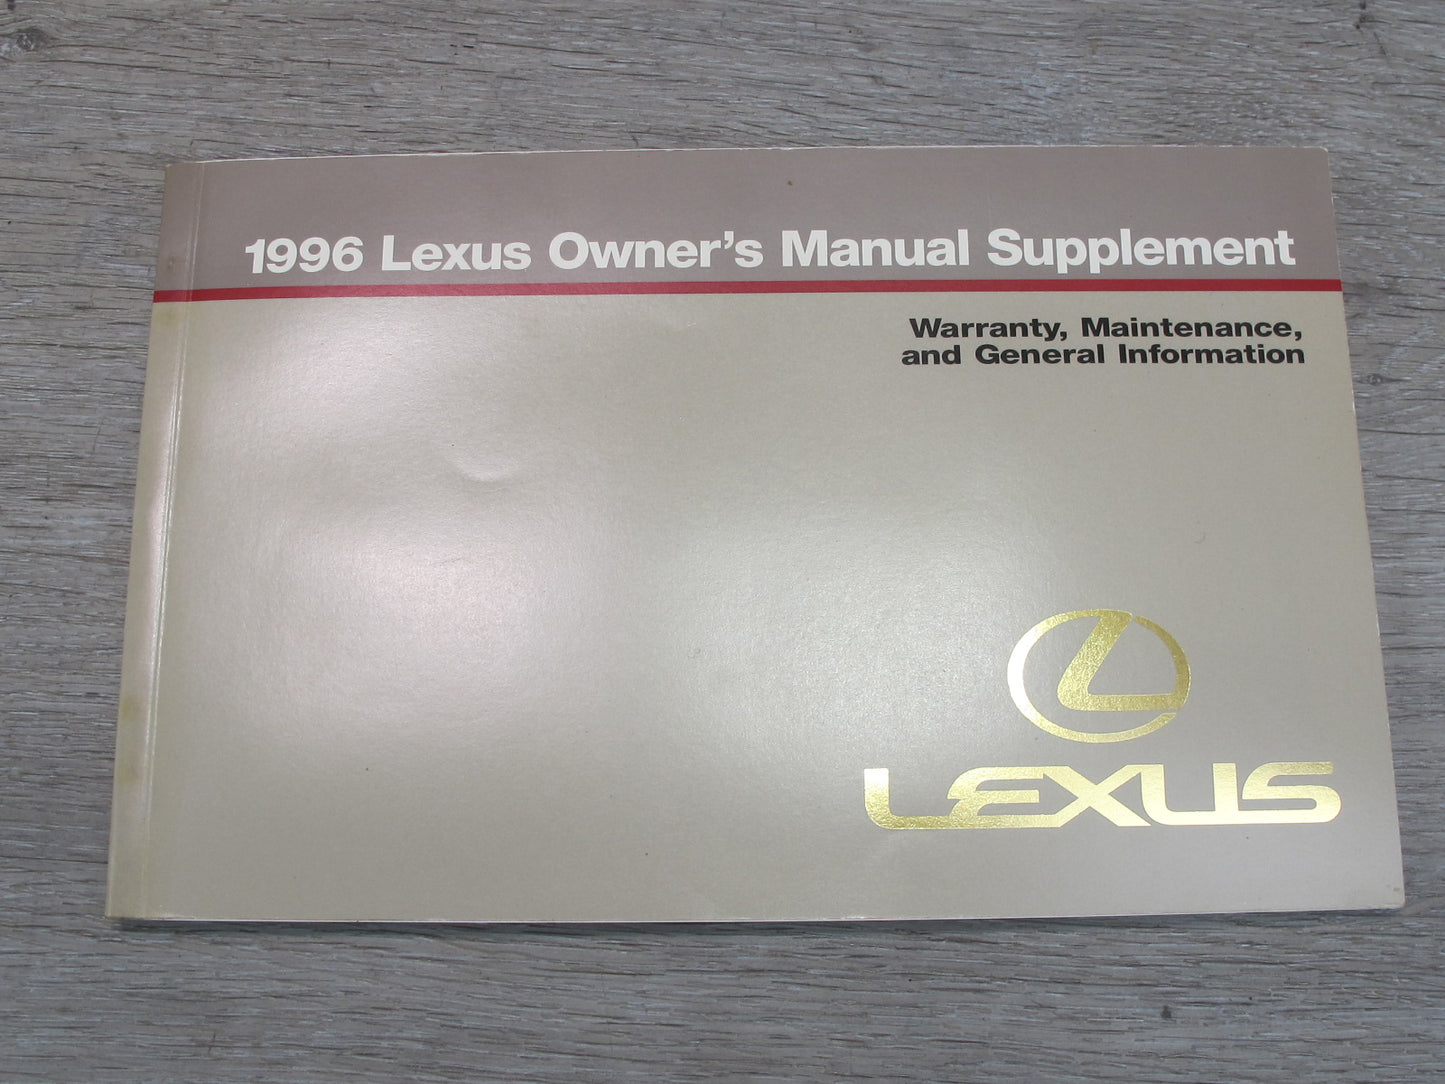 1996 Lexus Owner's Manual Supplement
Warranty, Maintenance,
and General Information
LEXUS